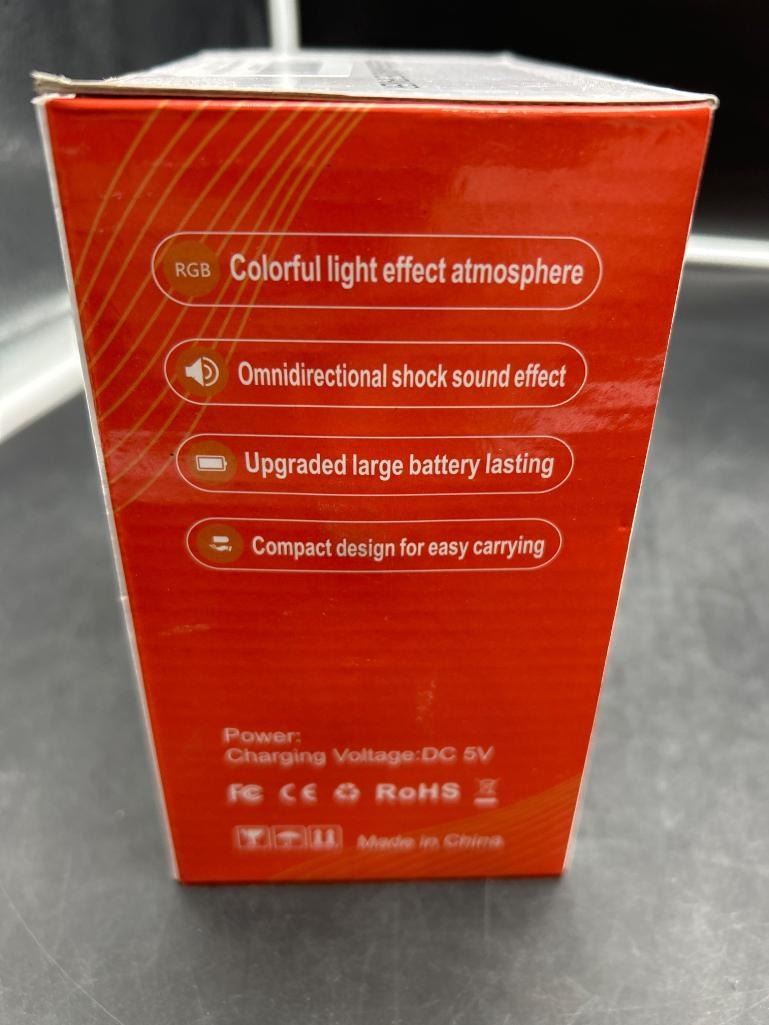 RGB Colorful light effect atmosphere
Omnidirectional shock sound effect
Upgraded large battery lasting
Compact design for easy carrying
Power:
Charging Voltage:DC 5V
FC CE RoHS
Made in China